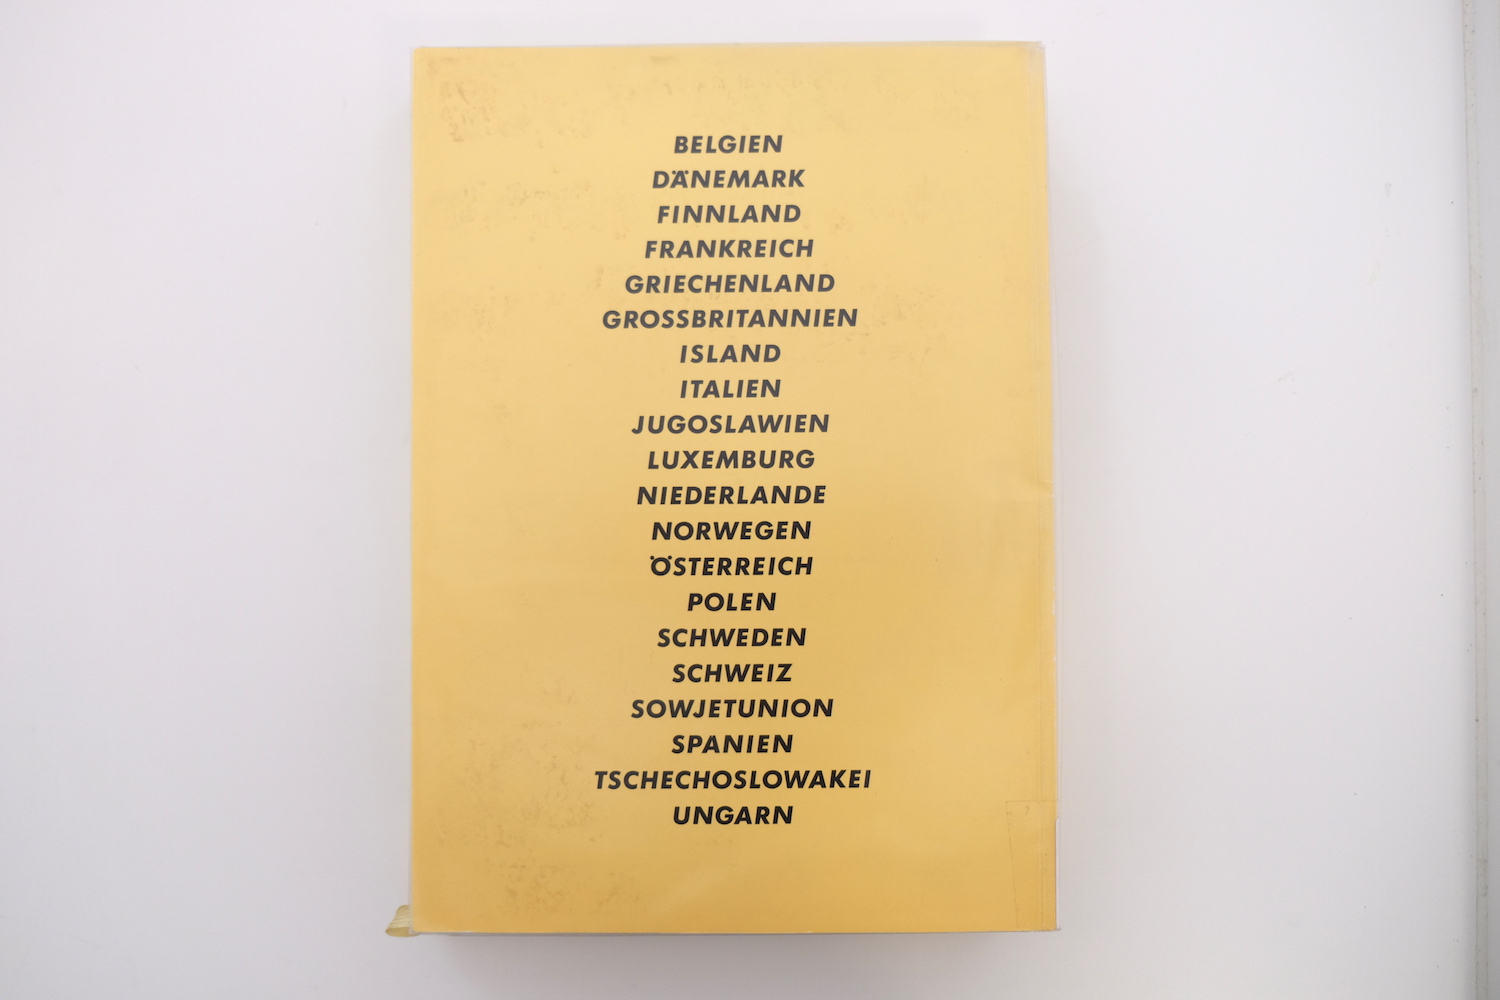 BELGIEN
DÄNEMARK
FINNLAND
FRANKREICH
GRIECHENLAND
GROSSBRITANNIEN
ISLAND
ITALIEN
JUGOSLAWIEN
LUXEMBURG
NIEDERLANDE
NORWEGEN
ÖSTERREICH
POLEN
SCHWEDEN
SCHWEIZ
SOWJETUNION
SPANIEN
TSCHECHOSLOWAKEI
UNGARN